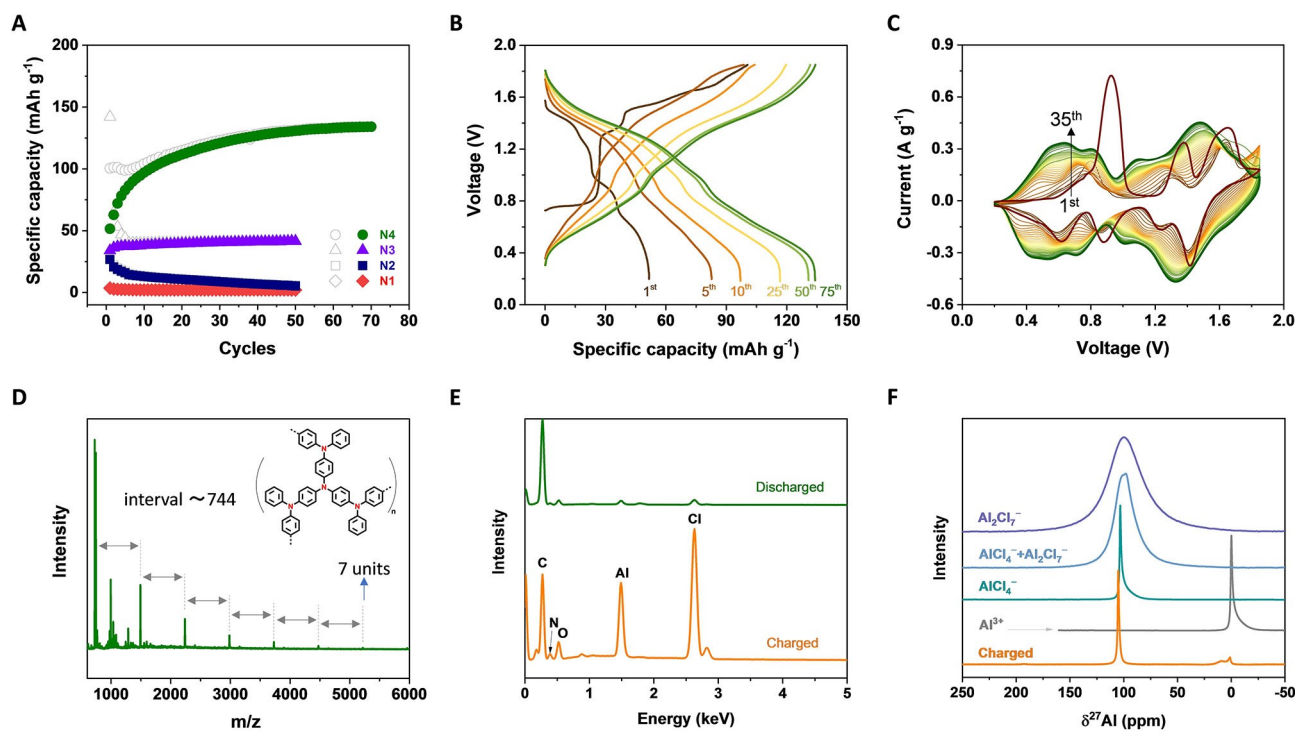 A
Specific capacity (mAh g⁻¹)
200
150
100
50
0
N4
N3
N2
N1
0 10 20 30 40 50 60 70 80
Cycles
B
Voltage (V)
2.0
1.6
1.2
0.8
0.4
0.0
1st 5th 10th 25th 50th 75th
0 30 60 90 120 150
Specific capacity (mAh g⁻¹)
C
Current (A g⁻¹)
0.9
0.6
0.3
0.0
-0.3
-0.6
35th
1st
0.0 0.4 0.8 1.2 1.6 2.0
Voltage (V)
D
Intensity
interval ～744
N
N
N
N
n
7 units
1000 2000 3000 4000 5000 6000
m/z
E
Intensity
Discharged
C
N
O
Al
Cl
Charged
0 1 2 3 4 5
Energy (keV)
F
Intensity
Al₂Cl₇⁻
AlCl₄⁻+Al₂Cl₇⁻
AlCl₄⁻
Al³⁺
Charged
250 200 150 100 50 0 -50
δ²⁷Al (ppm)